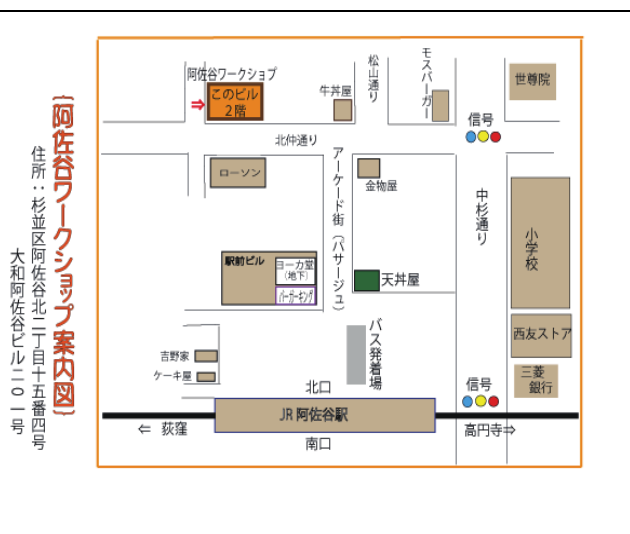 〔阿佐谷ワークショップ案内図〕
住所：杉並区阿佐谷北二丁目十五番四号
大和阿佐谷ビル二〇一号
阿佐谷ワークショプ
⇒
このビル
2階
牛丼屋
松山通り
モスバーガー
世尊院
信号
北仲通り
ローソン
アーケード街（パサージュ）
金物屋
中杉通り
小学校
駅前ビル
ヨーカ堂
（地下）
バーガーキング
天丼屋
バス発着場
西友ストア
吉野家
ケーキ屋
三菱
銀行
北口
信号
JR 阿佐谷駅
⇐ 荻窪
南口
高円寺⇒